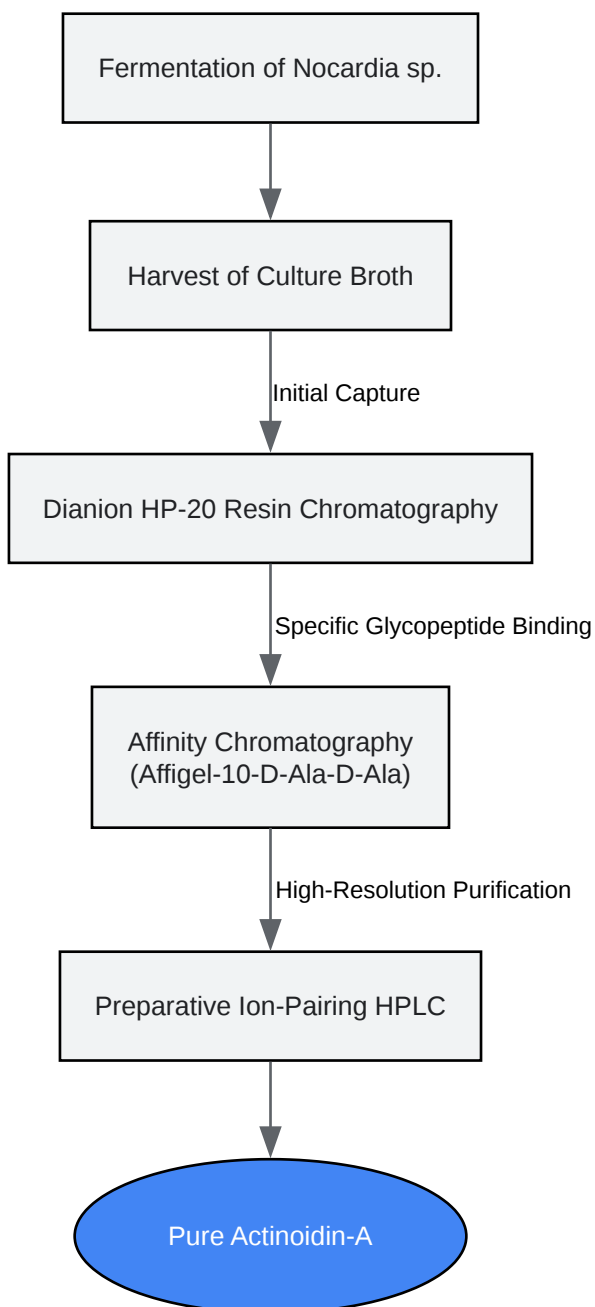 Fermentation of Nocardia sp.
Harvest of Culture Broth
Initial Capture
Dianion HP-20 Resin Chromatography
Specific Glycopeptide Binding
Affinity Chromatography
(Affigel-10-D-Ala-D-Ala)
High-Resolution Purification
Preparative Ion-Pairing HPLC
Pure Actinoidin-A